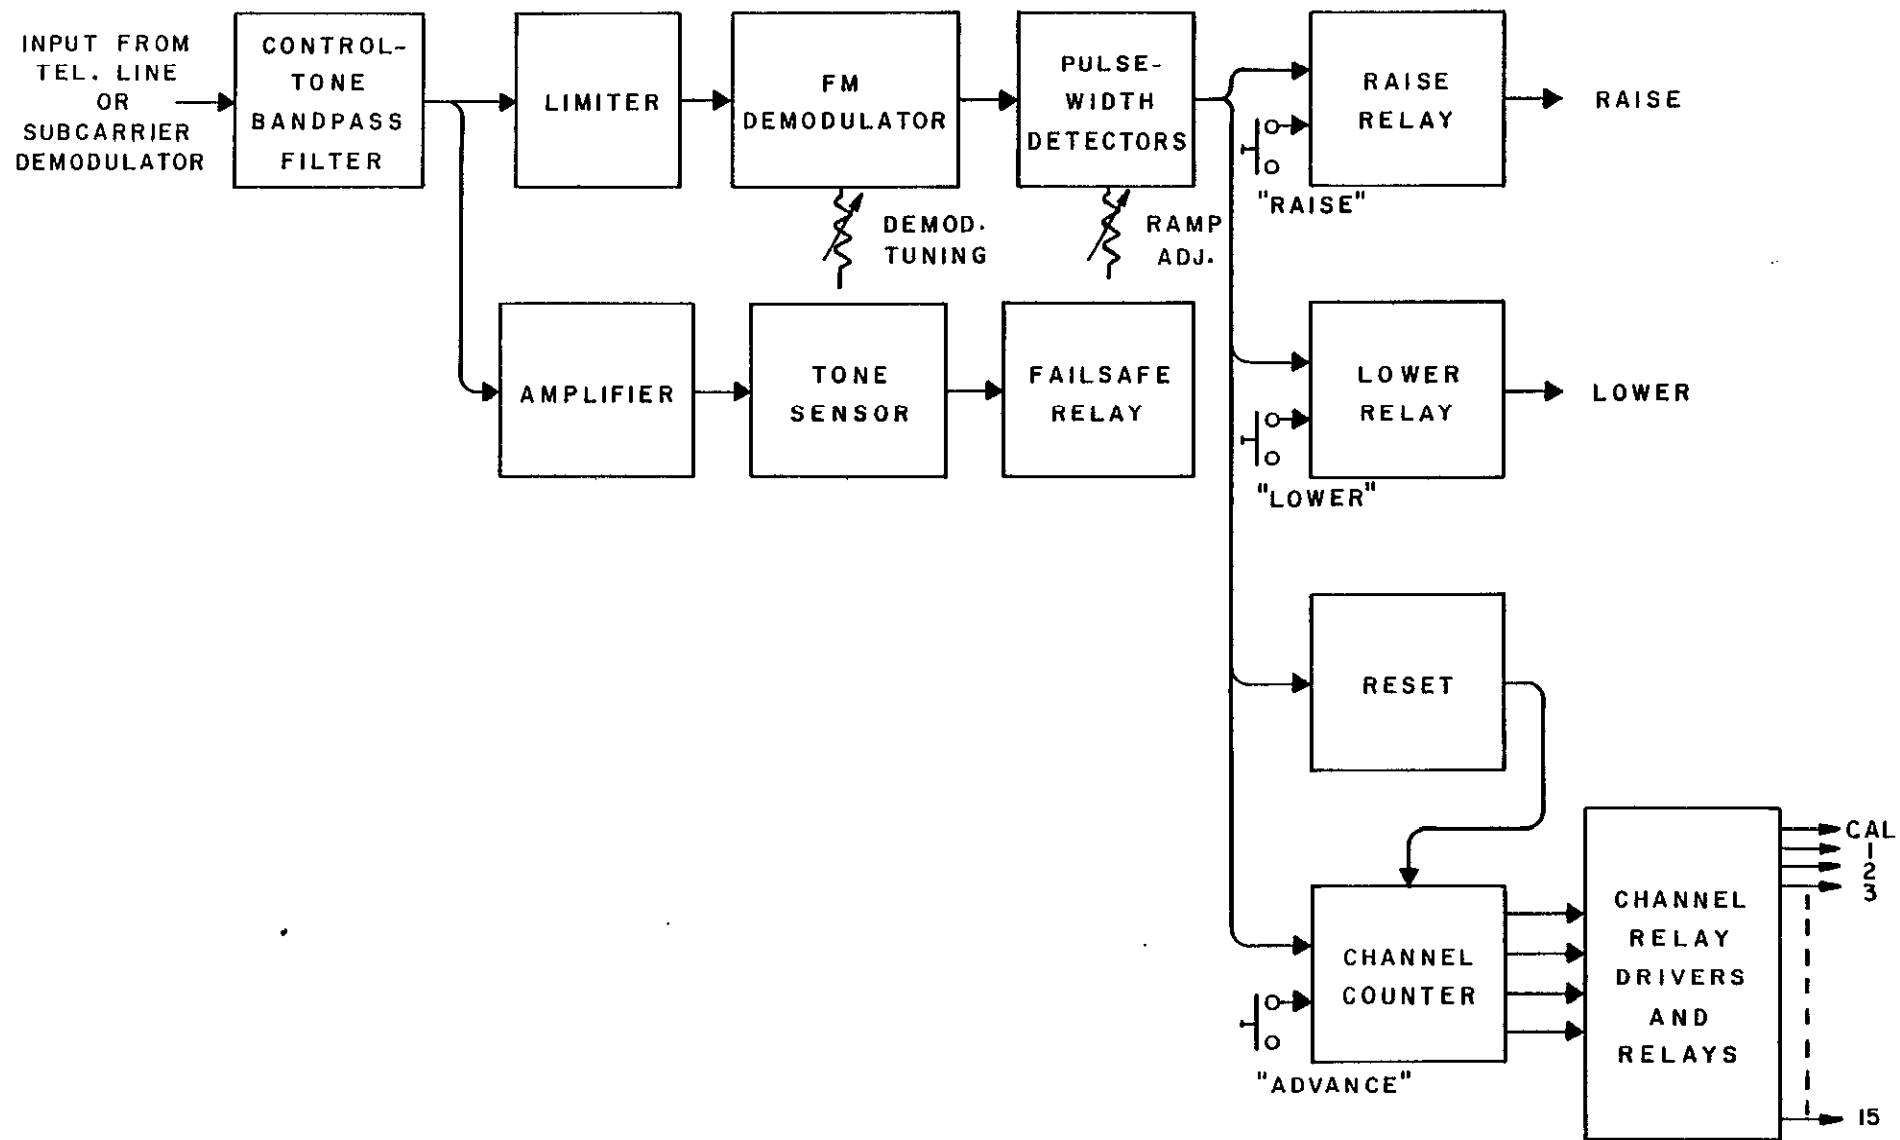 INPUT FROM
TEL. LINE
OR
SUBCARRIER
DEMODULATOR
CONTROL-
TONE
BANDPASS
FILTER
LIMITER
FM
DEMODULATOR
PULSE-
WIDTH
DETECTORS
RAISE
RELAY
RAISE
"RAISE"
DEMOD.
TUNING
RAMP
ADJ.
AMPLIFIER
TONE
SENSOR
FAILSAFE
RELAY
LOWER
RELAY
LOWER
"LOWER"
RESET
CHANNEL
COUNTER
"ADVANCE"
CHANNEL
RELAY
DRIVERS
AND
RELAYS
CAL
1
2
3
15